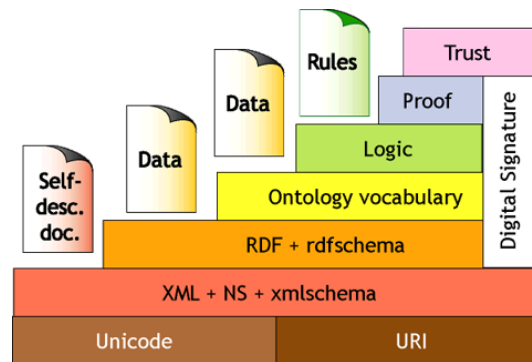 Trust
Rules
Proof
Data
Logic
Data
Self-
desc.
doc.
Ontology vocabulary
Digital Signature
RDF + rdfschema
XML + NS + xmlschema
Unicode
URI